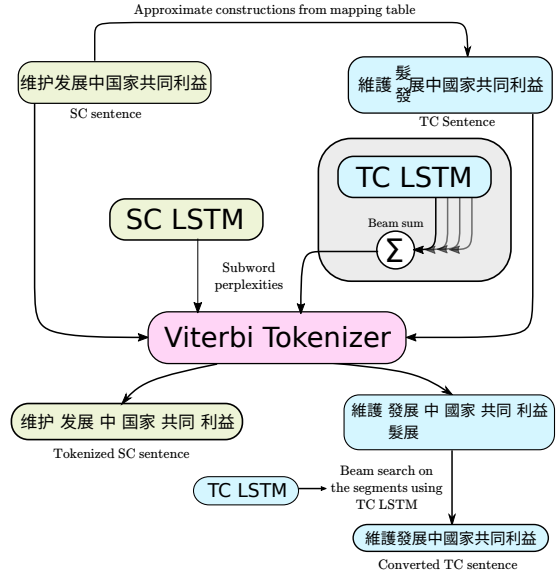 Approximate constructions from mapping table
维护发展中国家共同利益
SC sentence
髮
維護 展中國家共同利益
發
TC Sentence
TC LSTM
Beam sum
Σ
SC LSTM
Subword
perplexities
Viterbi Tokenizer
维护 发展 中 国家 共同 利益
Tokenized SC sentence
維護 發展 中 國家 共同 利益
髮展
TC LSTM
Beam search on
the segments using
TC LSTM
維護發展中國家共同利益
Converted TC sentence